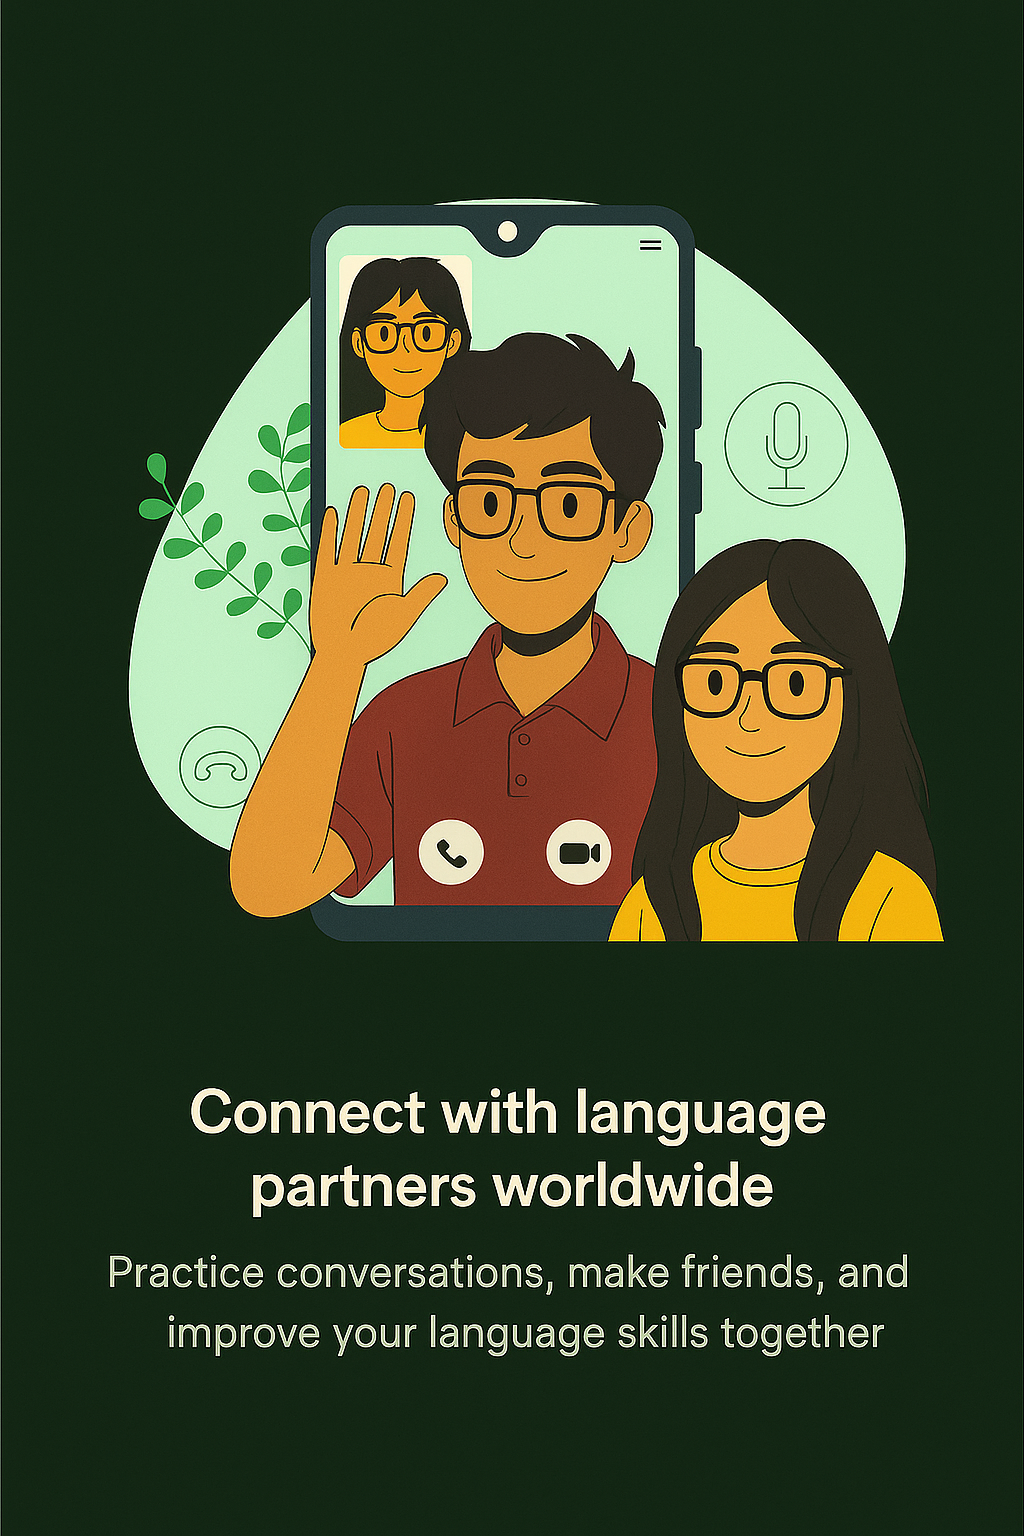 Connect with language
partners worldwide
Practice conversations, make friends, and
improve your language skills together